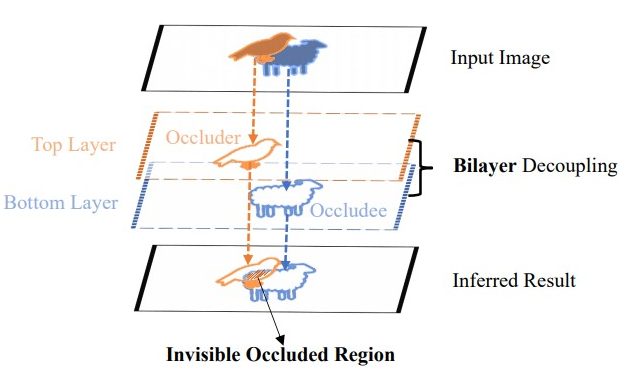 Input Image
Top Layer
Occluder
Bilayer Decoupling
Bottom Layer
Occludee
Inferred Result
Invisible Occluded Region